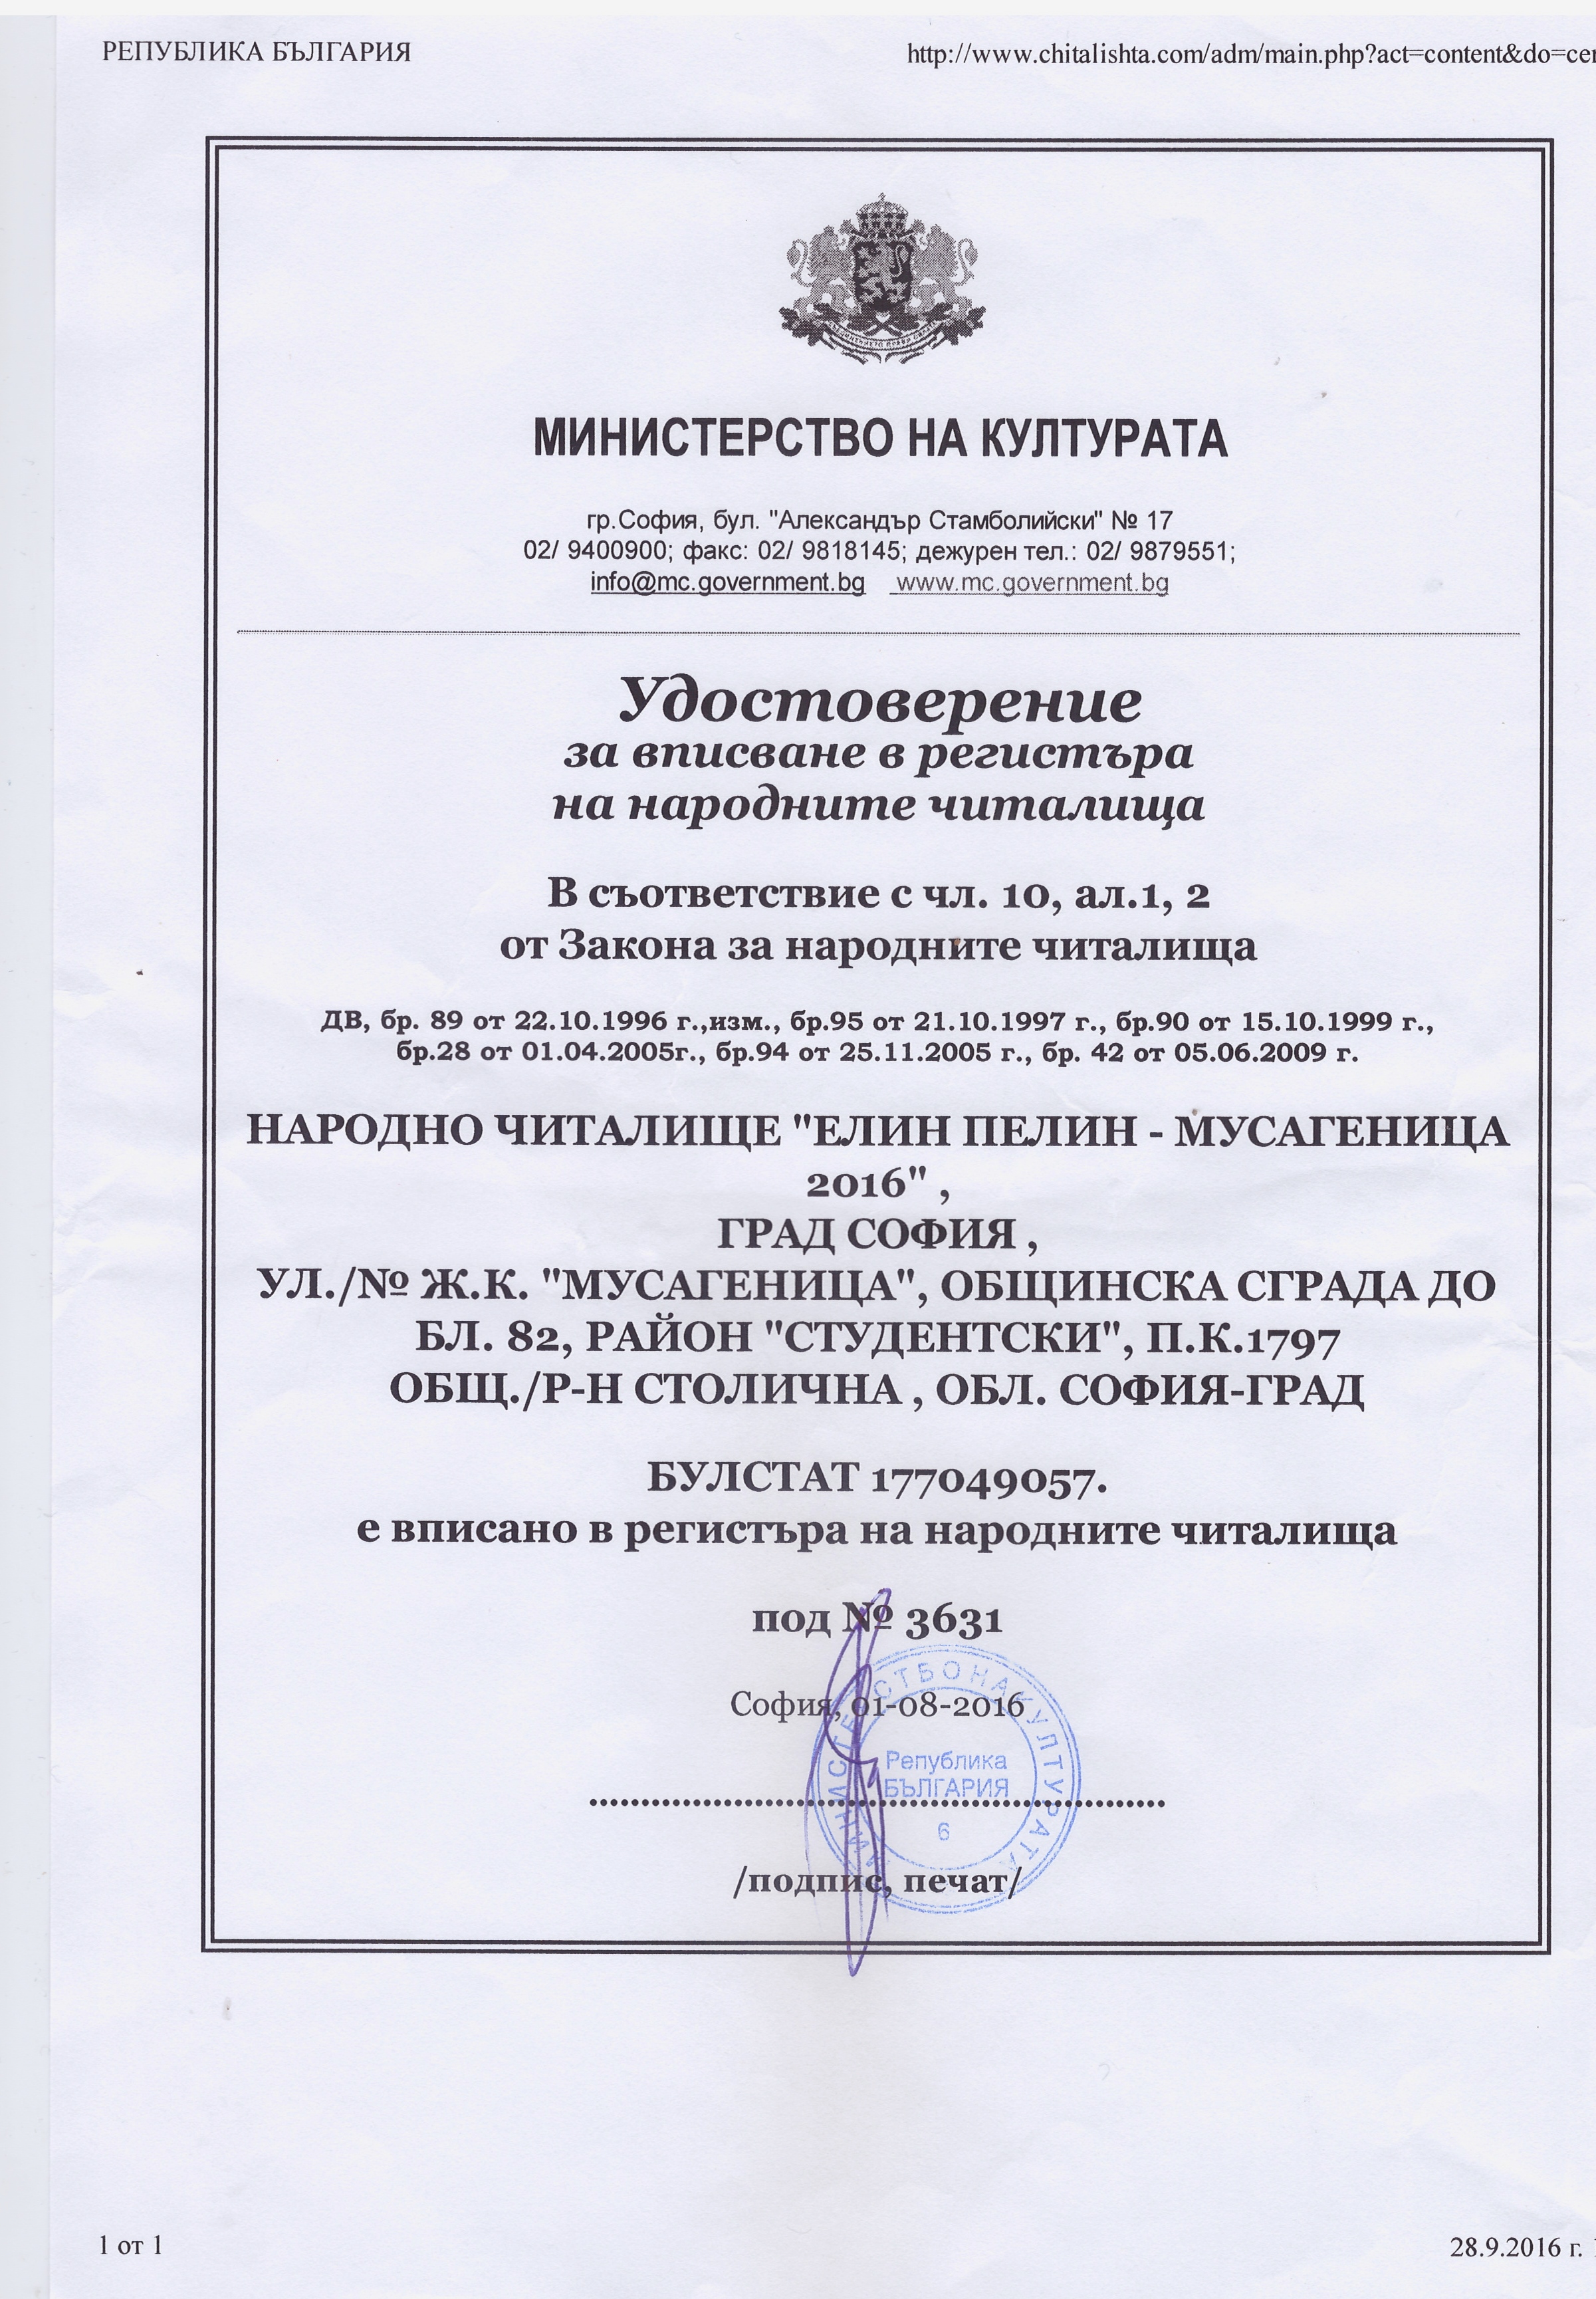 РЕПУБЛИКА БЪЛГАРИЯ
http://www.chitalishta.com/adm/main.php?act=content&do=cer
МИНИСТЕРСТВО НА КУЛТУРАТА
гр.София, бул. "Александър Стамболийски" № 17
02/ 9400900; факс: 02/ 9818145; дежурен тел.: 02/ 9879551;
info@mc.government.bg www.mc.government.bg
Удостоверение
за вписване в регистъра
на народните читалища
В съответствие с чл. 10, ал.1, 2
от Закона за народните читалища
ДВ, бр. 89 от 22.10.1996 г.,изм., бр.95 от 21.10.1997 г., бр.90 от 15.10.1999 г.,
бр.28 от 01.04.2005г., бр.94 от 25.11.2005 г., бр. 42 от 05.06.2009 г.
НАРОДНО ЧИТАЛИЩЕ "ЕЛИН ПЕЛИН - МУСАГЕНИЦА
2016" ,
ГРАД СОФИЯ ,
УЛ./№ Ж.К. "МУСАГЕНИЦА", ОБЩИНСКА СГРАДА ДО
БЛ. 82, РАЙОН "СТУДЕНТСКИ", П.К.1797
ОБЩ./Р-Н СТОЛИЧНА , ОБЛ. СОФИЯ-ГРАД
БУЛСТАТ 177049057.
е вписано в регистъра на народните читалища
под № 3631
София, 01-08-2016
МИНИСТЕРСТВО НА КУЛТУРАТА
Република
БЪЛГАРИЯ
6
/подпис, печат/
1 от 1
28.9.2016 г.